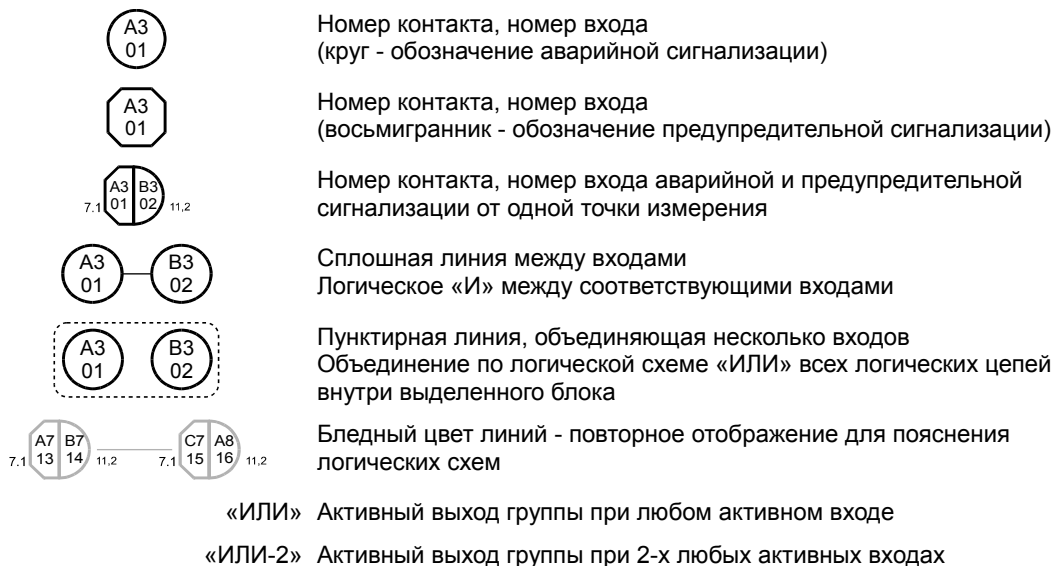 A3
01
Номер контакта, номер входа
(круг - обозначение аварийной сигнализации)
A3
01
Номер контакта, номер входа
(восьмигранник - обозначение предупредительной сигнализации)
A3 B3
7.1 01 02 11,2
Номер контакта, номер входа аварийной и предупредительной
сигнализации от одной точки измерения
A3 B3
01 02
Сплошная линия между входами
Логическое «И» между соответствующими входами
A3 B3
01 02
Пунктирная линия, объединяющая несколько входов
Объединение по логической схеме «ИЛИ» всех логических цепей
внутри выделенного блока
A7 B7 C7 A8
7.1 13 14 11,2 7.1 15 16 11,2
Бледный цвет линий - повторное отображение для пояснения
логических схем
«ИЛИ» Активный выход группы при любом активном входе
«ИЛИ-2» Активный выход группы при 2-х любых активных входах